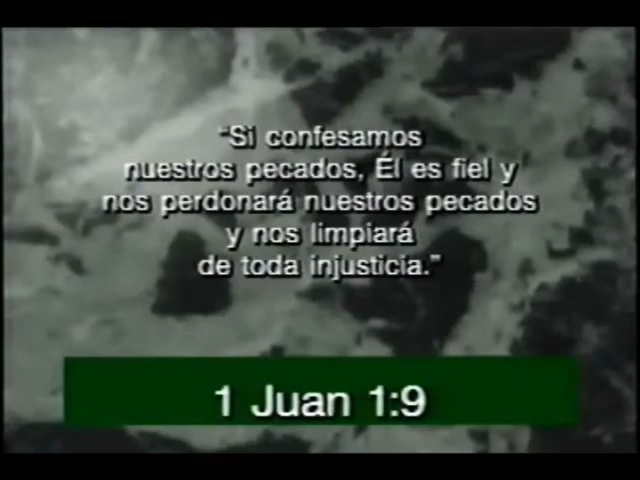 "Si confesamos
nuestros pecados, Él es fiel y
nos perdonará nuestros pecados
y nos limpiará
de toda injusticia."
1 Juan 1:9